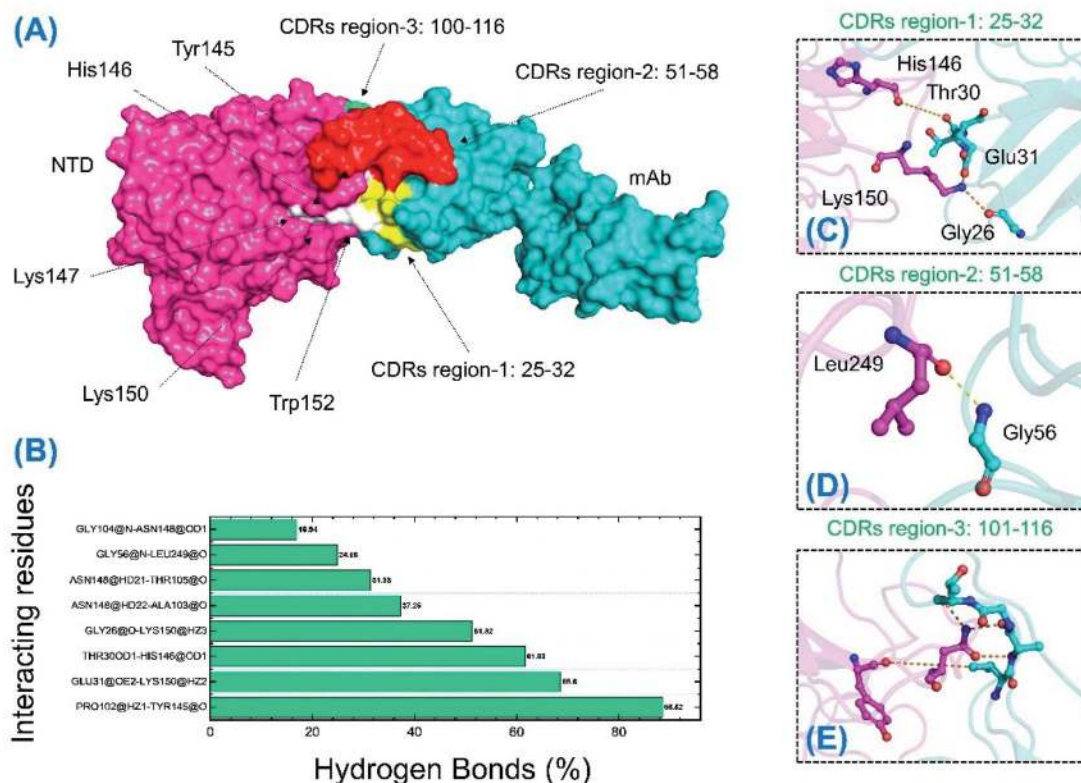 (A)
CDRs region-3: 100-116
Tyr145
His146
CDRs region-2: 51-58
NTD
mAb
Lys147
CDRs region-1: 25-32
Lys150
Trp152
(B)
Interacting residues
GLY104@N-ASN148@OD1
GLY56@N-LEU249@O
ASN148@HD21-THR105@O
ASN148@HD22-ALA103@O
GLY26@O-LYS150@HZ3
THR30OD1-HIS146@OD1
GLU31@OE2-LYS150@HZ2
PRO102@HZ1-TYR145@O
0 20 40 60 80
Hydrogen Bonds (%)
CDRs region-1: 25-32
His146
Thr30
Glu31
Lys150
Gly26
(C)
CDRs region-2: 51-58
Leu249
Gly56
(D)
CDRs region-3: 101-116
(E)